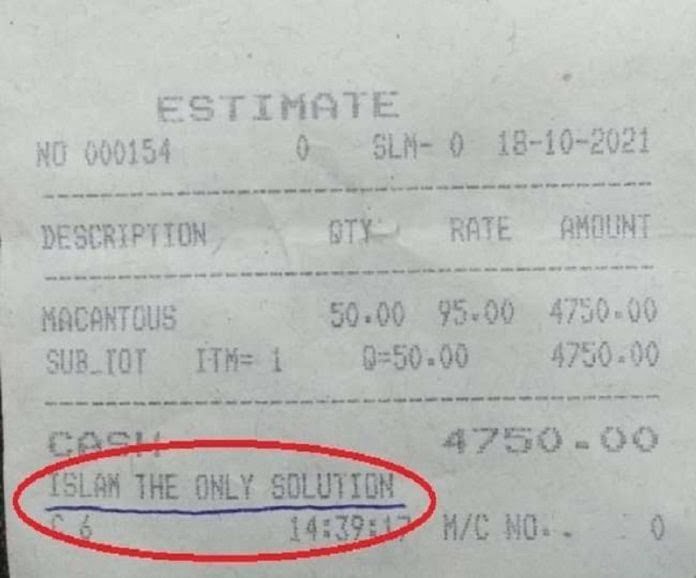 ESTIMATE
NO 000154 0 SLM- 0 18-10-2021
DESCRIPTION QTY RATE AMOUNT
MACANTOUS 50.00 95.00 4750.00
SUB_TOT ITM= 1 Q=50.00 4750.00
CASH 4750.00
ISLAM THE ONLY SOLUTION
C 6 14:39:17 M/C NO.. 0